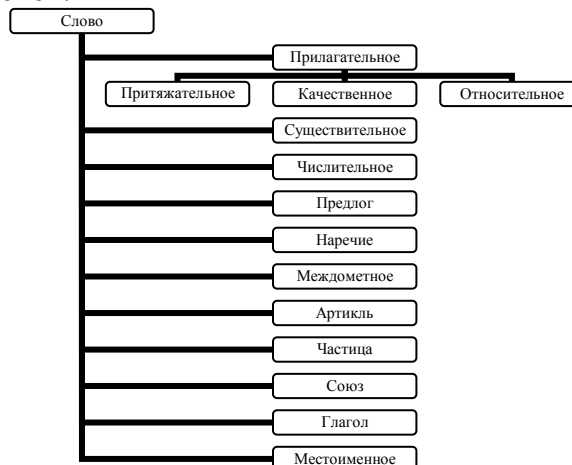 Слово
Прилагательное
Притяжательное Качественное Относительное
Существительное
Числительное
Предлог
Наречие
Междометное
Артикль
Частица
Союз
Глагол
Местоименное